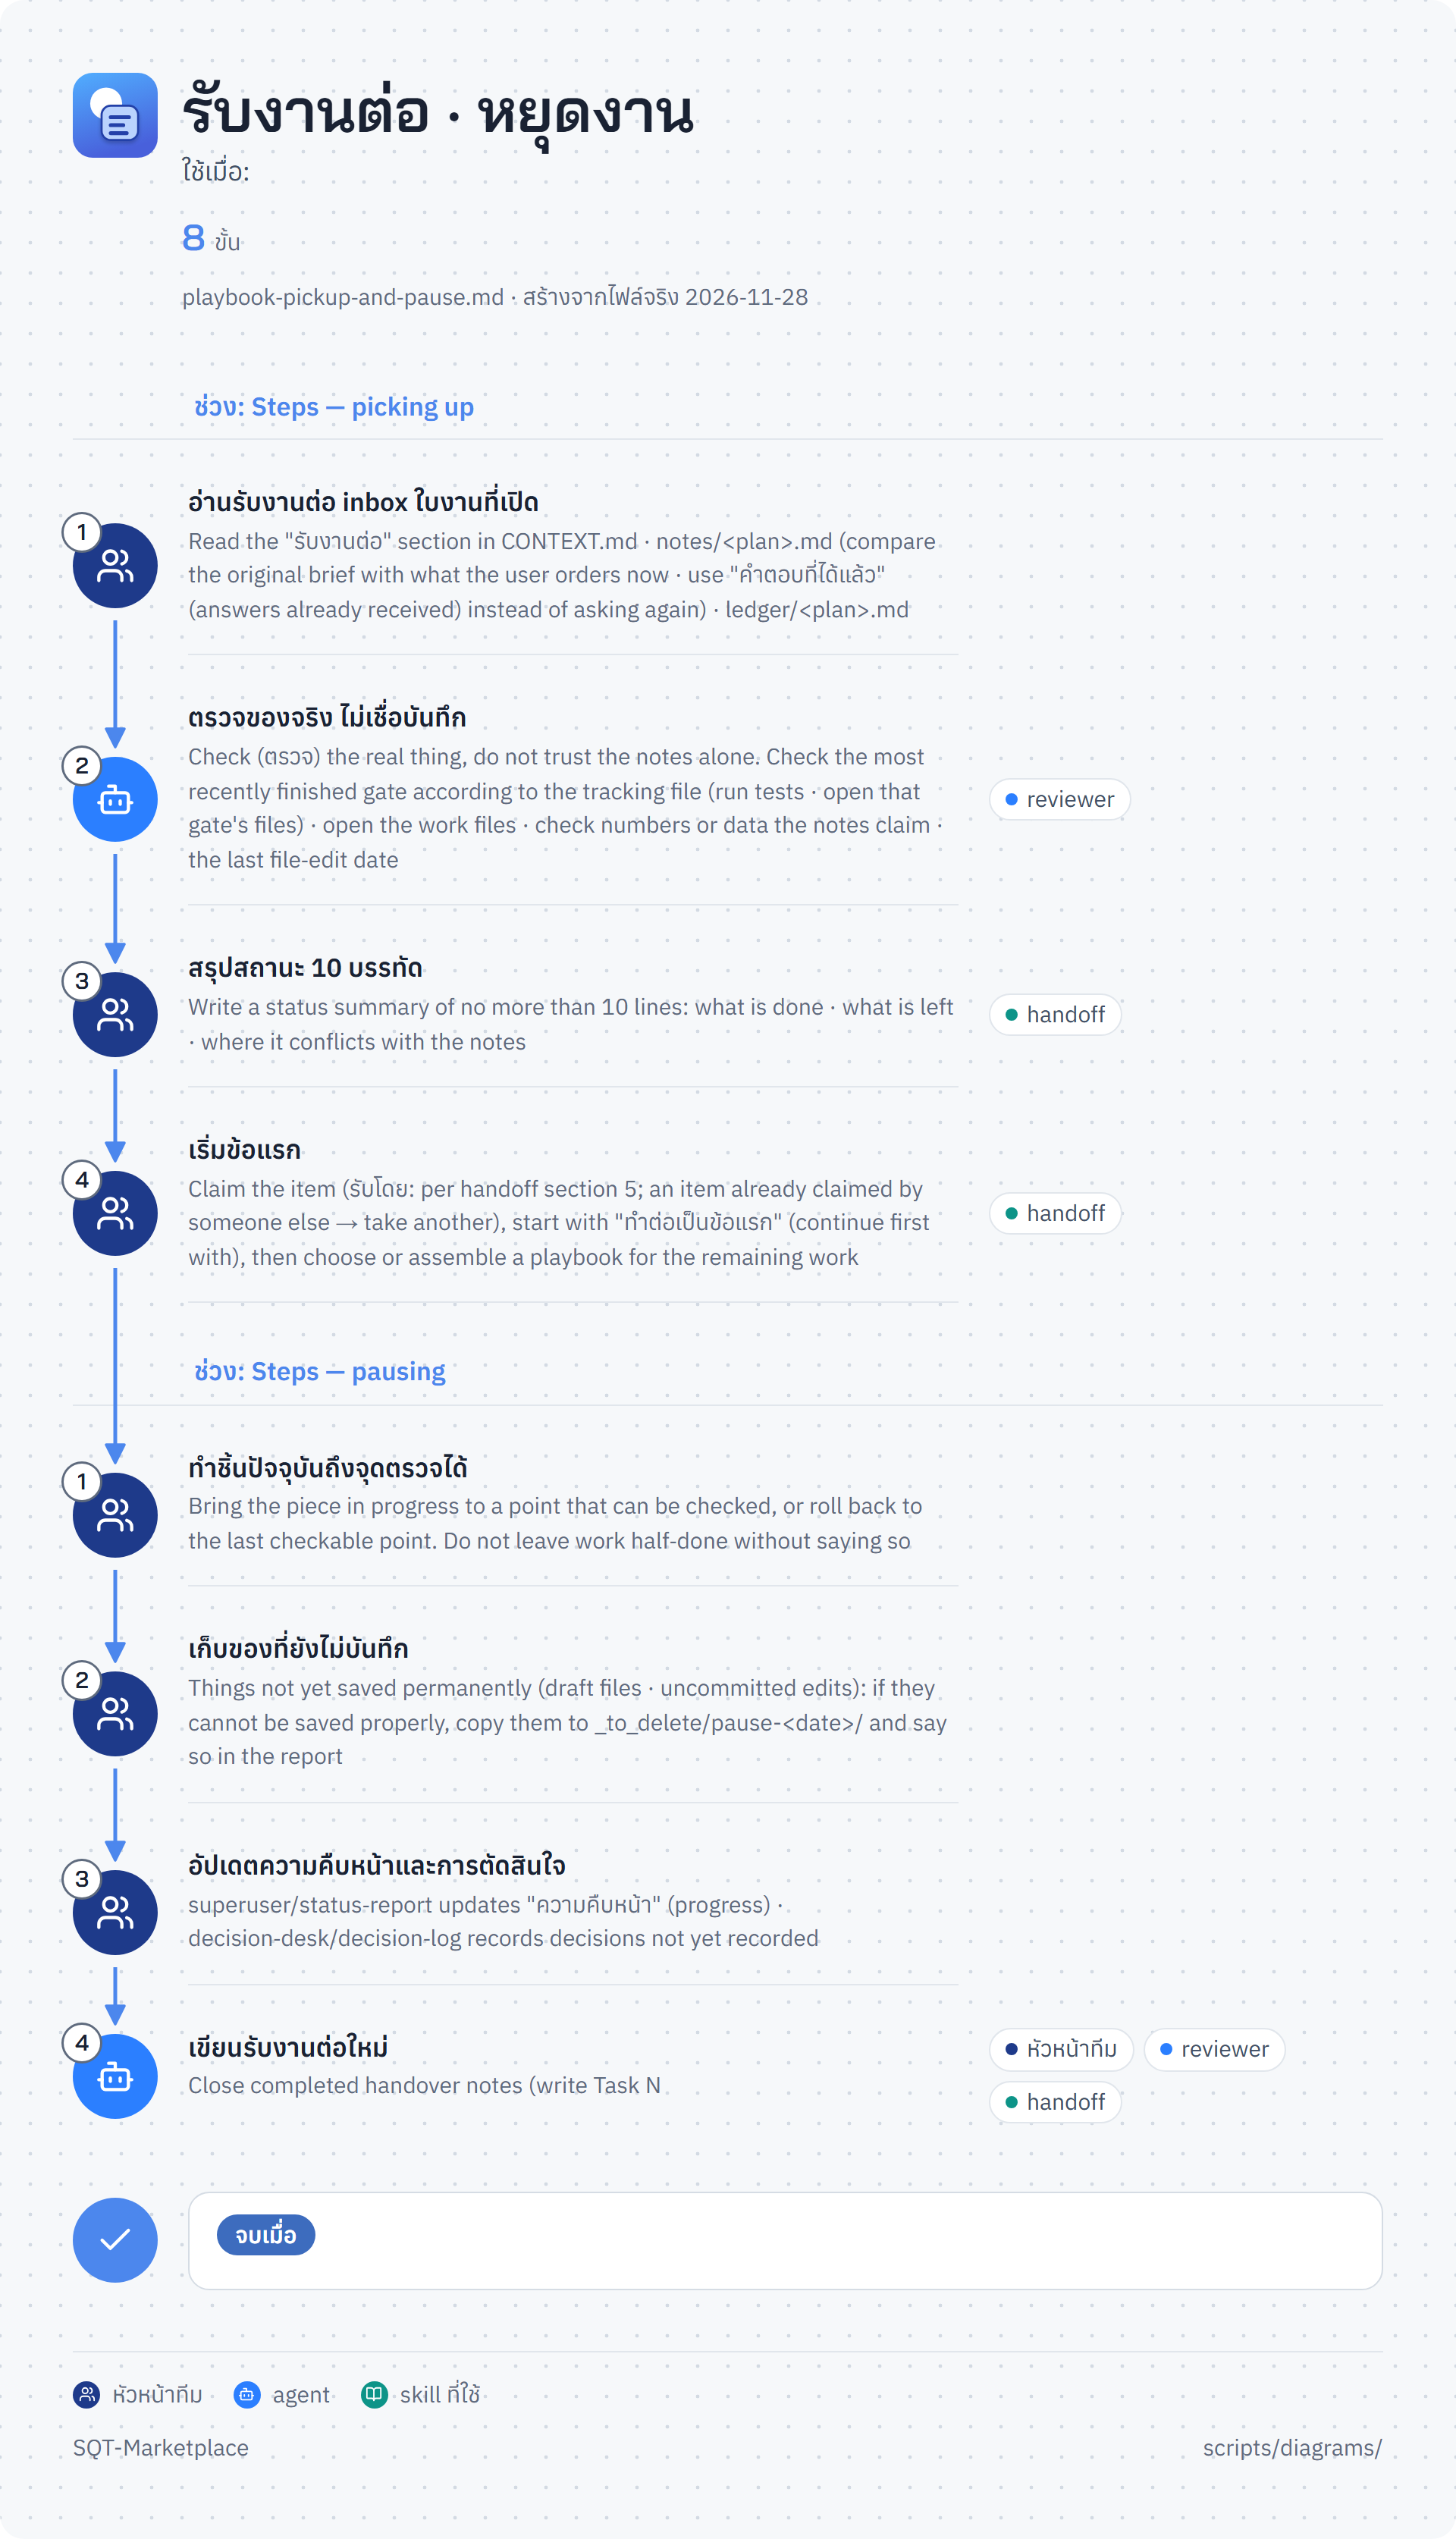 รับงานต่อ · หยุดงาน
ใช้เมื่อ:
8 ขั้น
playbook-pickup-and-pause.md · สร้างจากไฟล์จริง 2026-11-28
ช่วง: Steps — picking up
1
อ่านรับงานต่อ inbox ใบงานที่เปิด
Read the "รับงานต่อ" section in CONTEXT.md · notes/<plan>.md (compare
the original brief with what the user orders now · use "คำตอบที่ได้แล้ว"
(answers already received) instead of asking again) · ledger/<plan>.md
2
ตรวจของจริง ไม่เชื่อบันทึก
Check (ตรวจ) the real thing, do not trust the notes alone. Check the most
recently finished gate according to the tracking file (run tests · open that
gate's files) · open the work files · check numbers or data the notes claim ·
the last file-edit date
reviewer
3
สรุปสถานะ 10 บรรทัด
Write a status summary of no more than 10 lines: what is done · what is left
· where it conflicts with the notes
handoff
4
เริ่มข้อแรก
Claim the item (รับโดย: per handoff section 5; an item already claimed by
someone else → take another), start with "ทำต่อเป็นข้อแรก" (continue first
with), then choose or assemble a playbook for the remaining work
handoff
ช่วง: Steps — pausing
1
ทำชิ้นปัจจุบันถึงจุดตรวจได้
Bring the piece in progress to a point that can be checked, or roll back to
the last checkable point. Do not leave work half-done without saying so
2
เก็บของที่ยังไม่บันทึก
Things not yet saved permanently (draft files · uncommitted edits): if they
cannot be saved properly, copy them to _to_delete/pause-<date>/ and say
so in the report
3
อัปเดตความคืบหน้าและการตัดสินใจ
superuser/status-report updates "ความคืบหน้า" (progress) ·
decision-desk/decision-log records decisions not yet recorded
4
เขียนรับงานต่อใหม่
Close completed handover notes (write Task N
หัวหน้าทีม reviewer
handoff
จบเมื่อ
หัวหน้าทีม agent skill ที่ใช้
SQT-Marketplace scripts/diagrams/